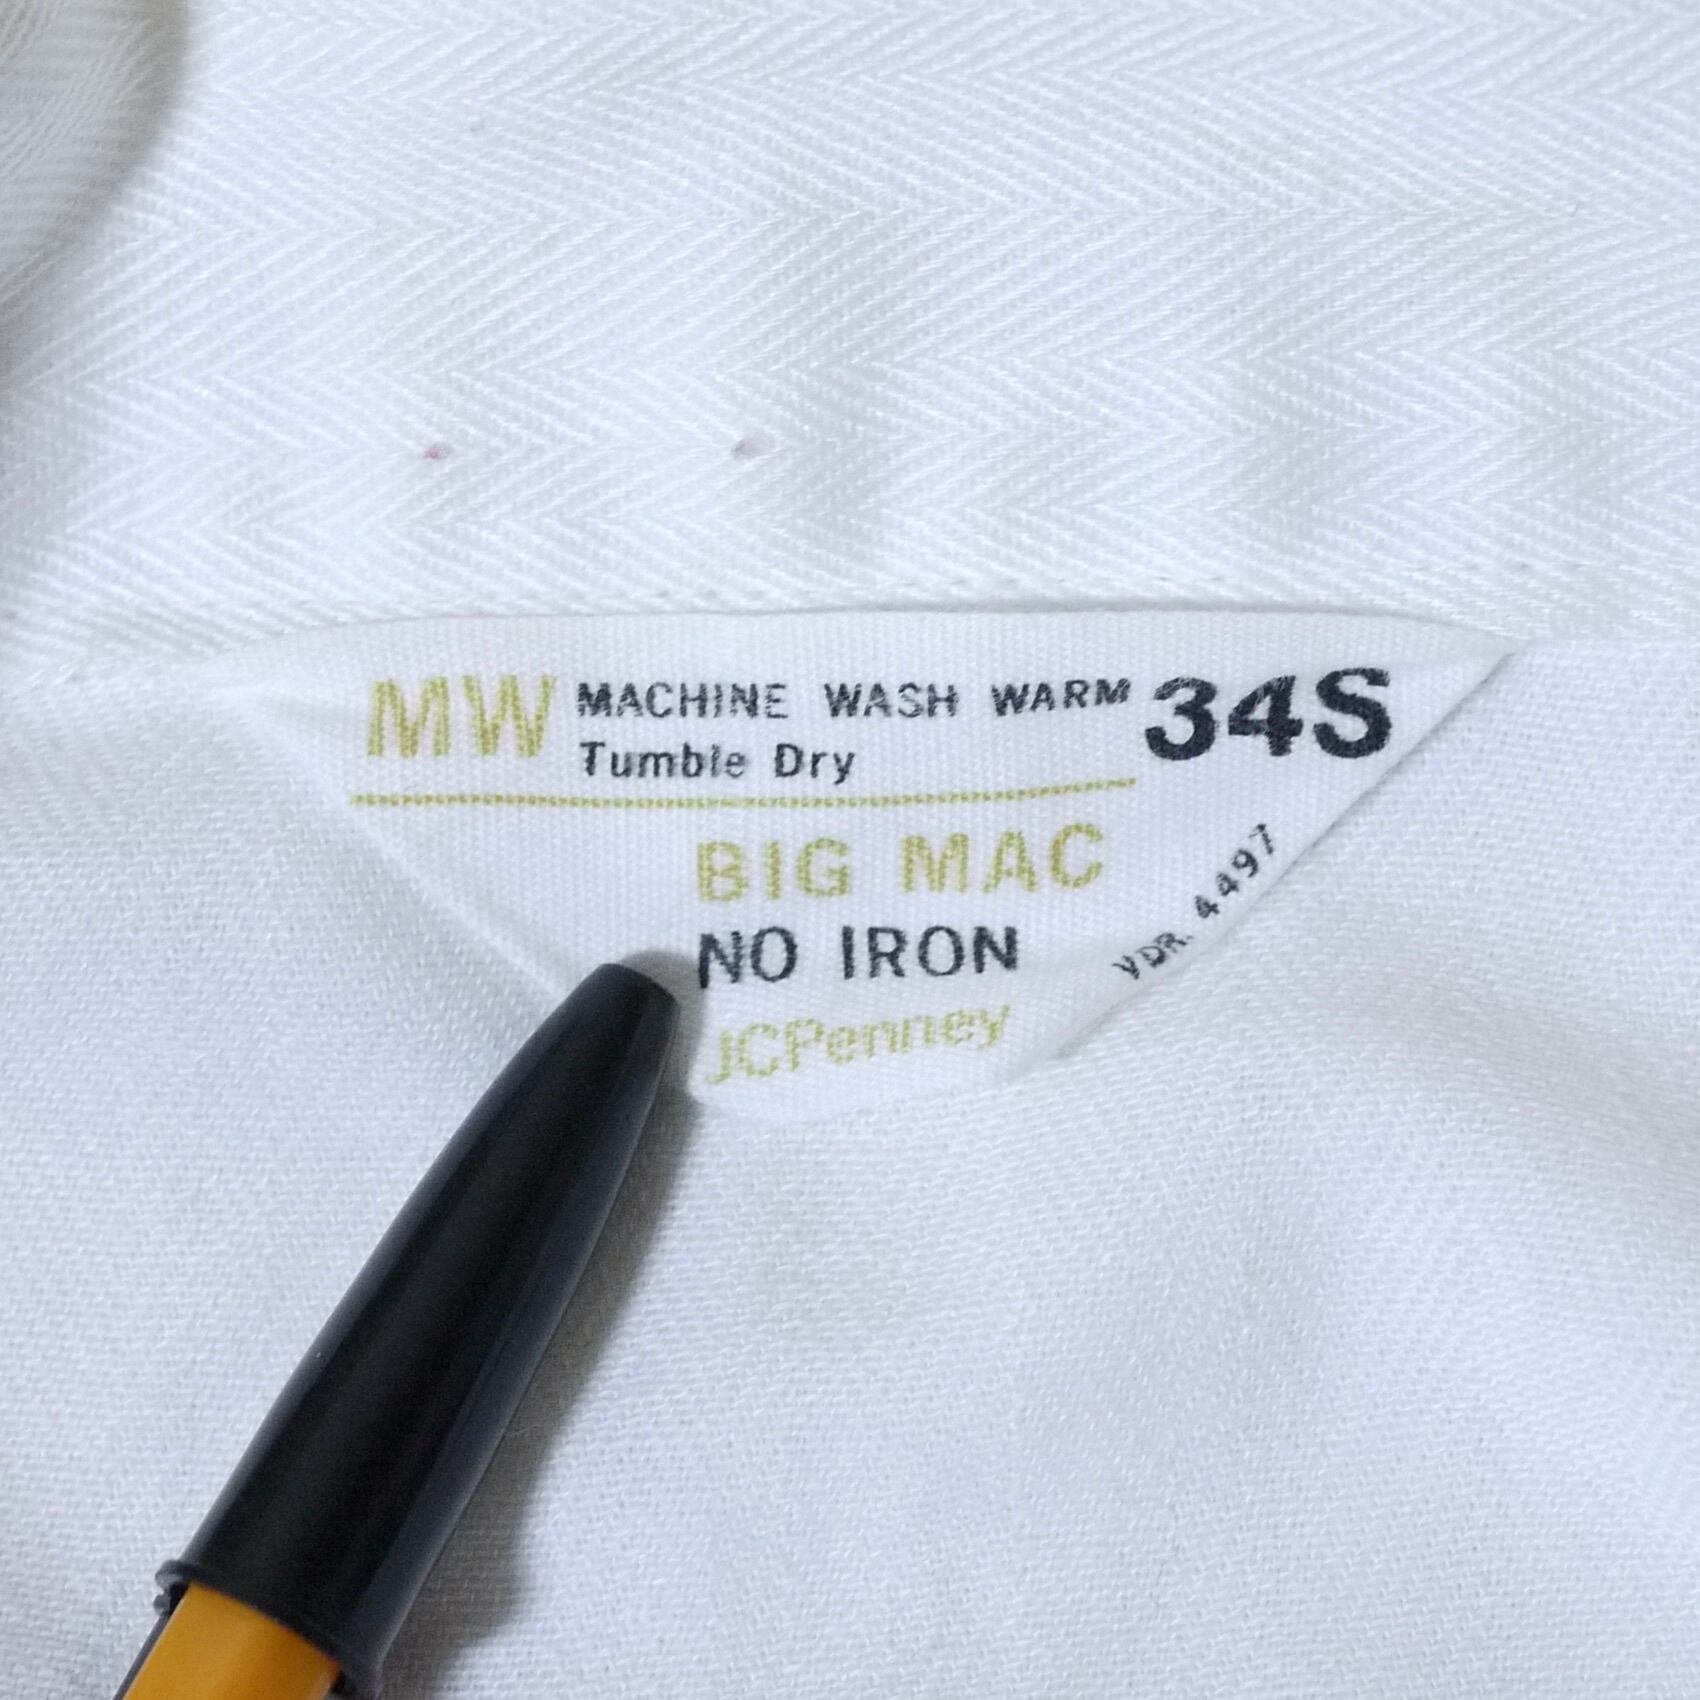 MW MACHINE WASH WARM 34S
Tumble Dry
BIG MAC
NO IRON
JCPenney
VDR. 4497